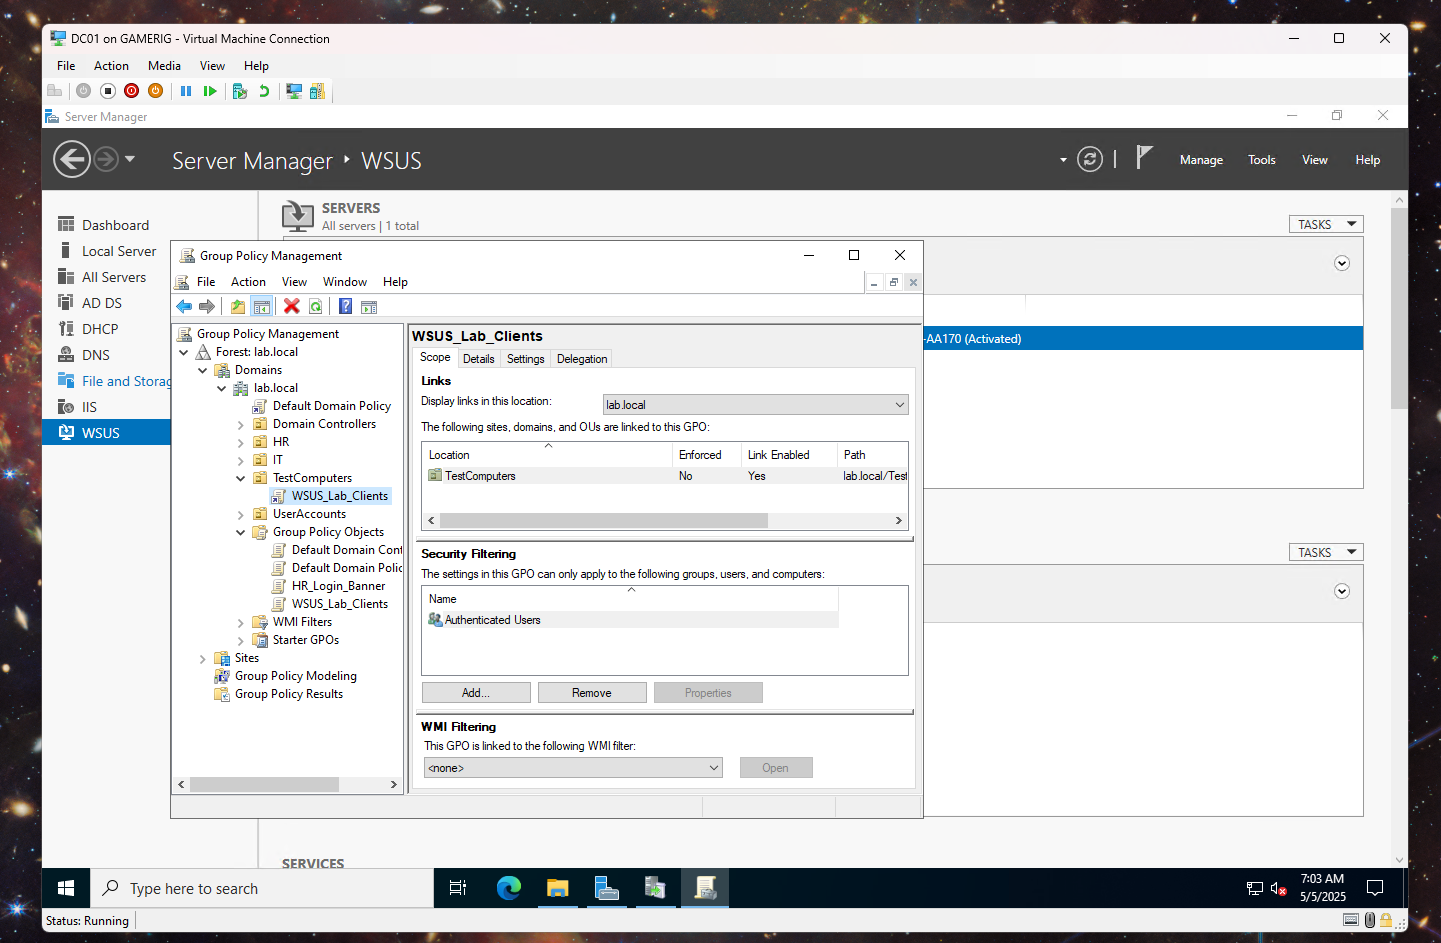 DC01 on GAMERIG - Virtual Machine Connection
File Action Media View Help
Server Manager
Server Manager ‣ WSUS
Manage Tools View Help
Dashboard
Local Server
All Servers
AD DS
DHCP
DNS
File and Storag
IIS
WSUS
SERVERS
All servers | 1 total
TASKS
-AA170 (Activated)
TASKS
SERVICES
Group Policy Management
File Action View Window Help
Group Policy Management
Forest: lab.local
Domains
lab.local
Default Domain Policy
Domain Controllers
HR
IT
TestComputers
WSUS_Lab_Clients
UserAccounts
Group Policy Objects
Default Domain Cont
Default Domain Polic
HR_Login_Banner
WSUS_Lab_Clients
WMI Filters
Starter GPOs
Sites
Group Policy Modeling
Group Policy Results
WSUS_Lab_Clients
Scope Details Settings Delegation
Links
Display links in this location: lab.local
The following sites, domains, and OUs are linked to this GPO:
Location Enforced Link Enabled Path
TestComputers No Yes lab.local/Test
Security Filtering
The settings in this GPO can only apply to the following groups, users, and computers:
Name
Authenticated Users
Add... Remove Properties
WMI Filtering
This GPO is linked to the following WMI filter:
<none> Open
Type here to search
7:03 AM
5/5/2025
Status: Running